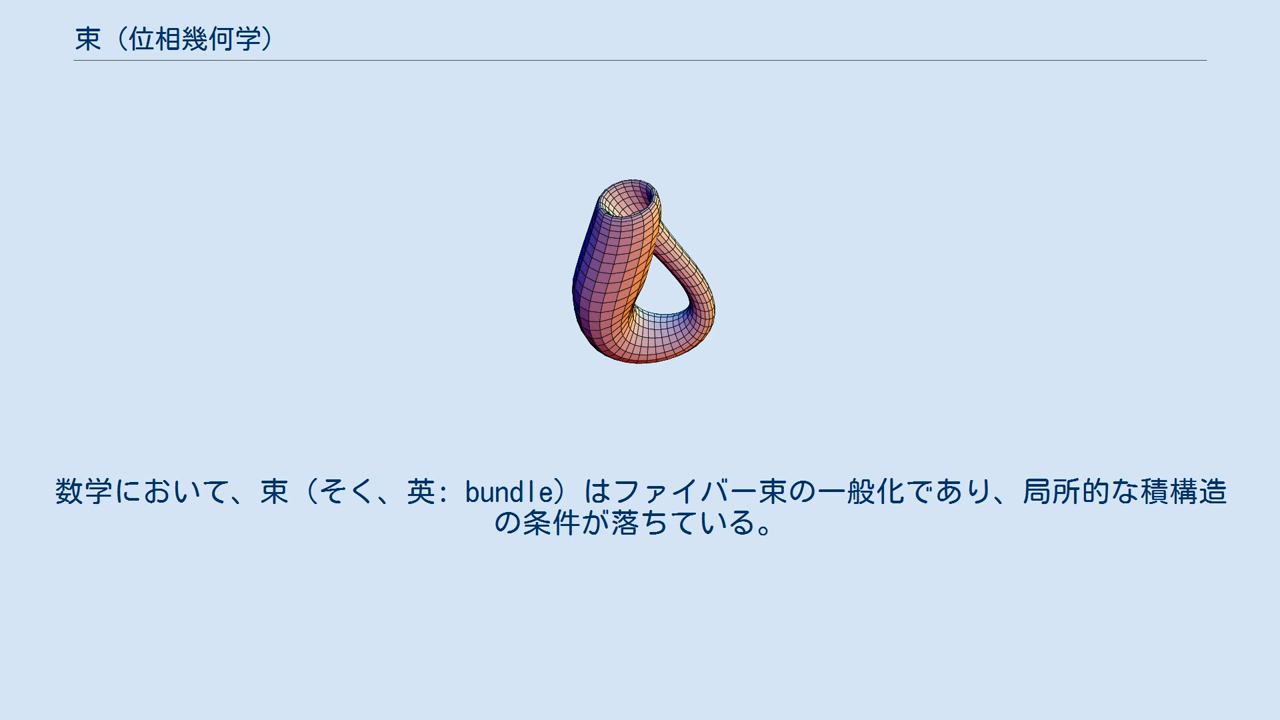 束（位相幾何学）
数学において、束（そく、英: bundle）はファイバー束の一般化であり、局所的な積構造
の条件が落ちている。